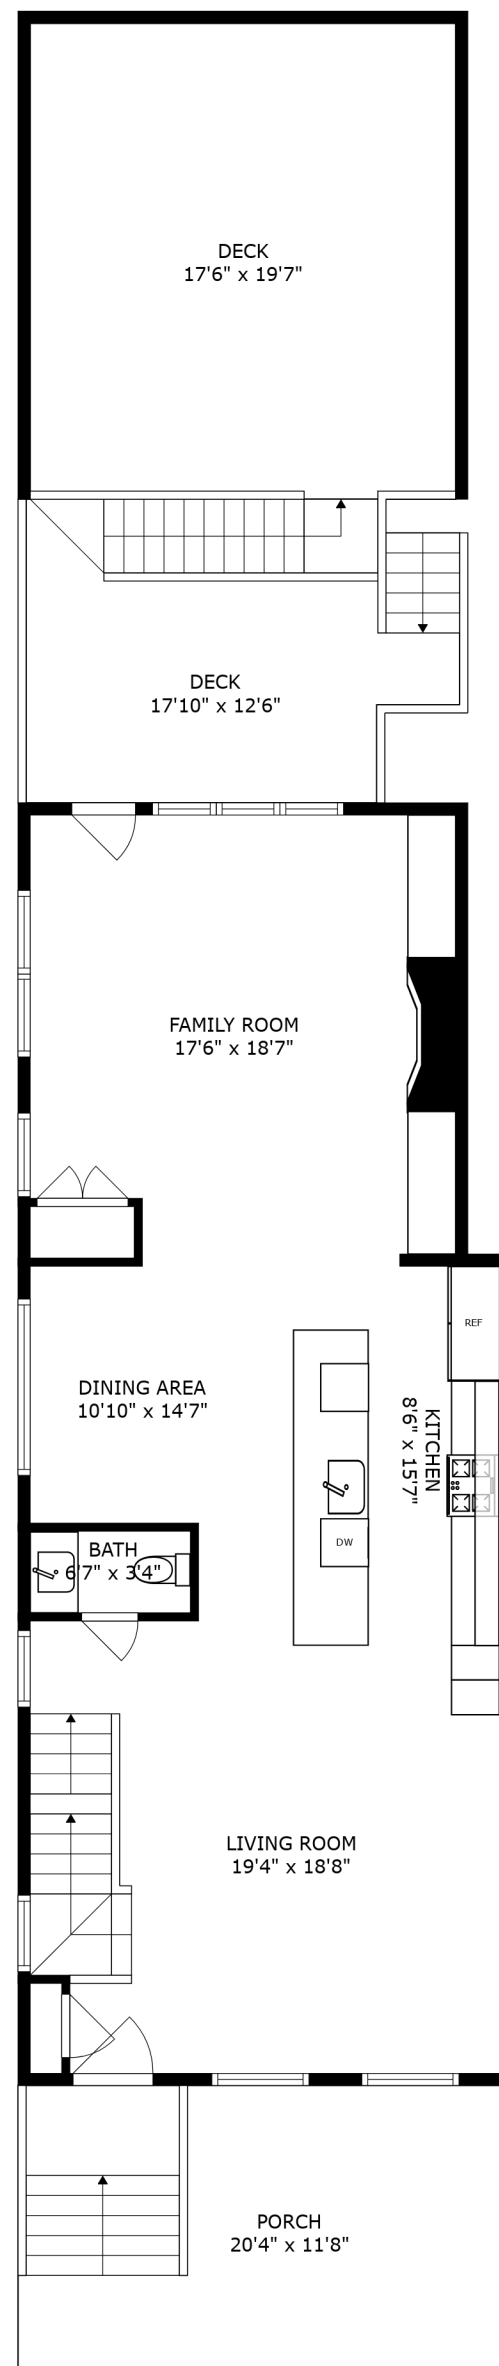 DECK
17'6" x 19'7"
DECK
17'10" x 12'6"
FAMILY ROOM
17'6" x 18'7"
REF
DINING AREA
10'10" x 14'7"
KITCHEN
8'6" x 15'7"
DW
BATH
6'7" x 3'4"
LIVING ROOM
19'4" x 18'8"
PORCH
20'4" x 11'8"